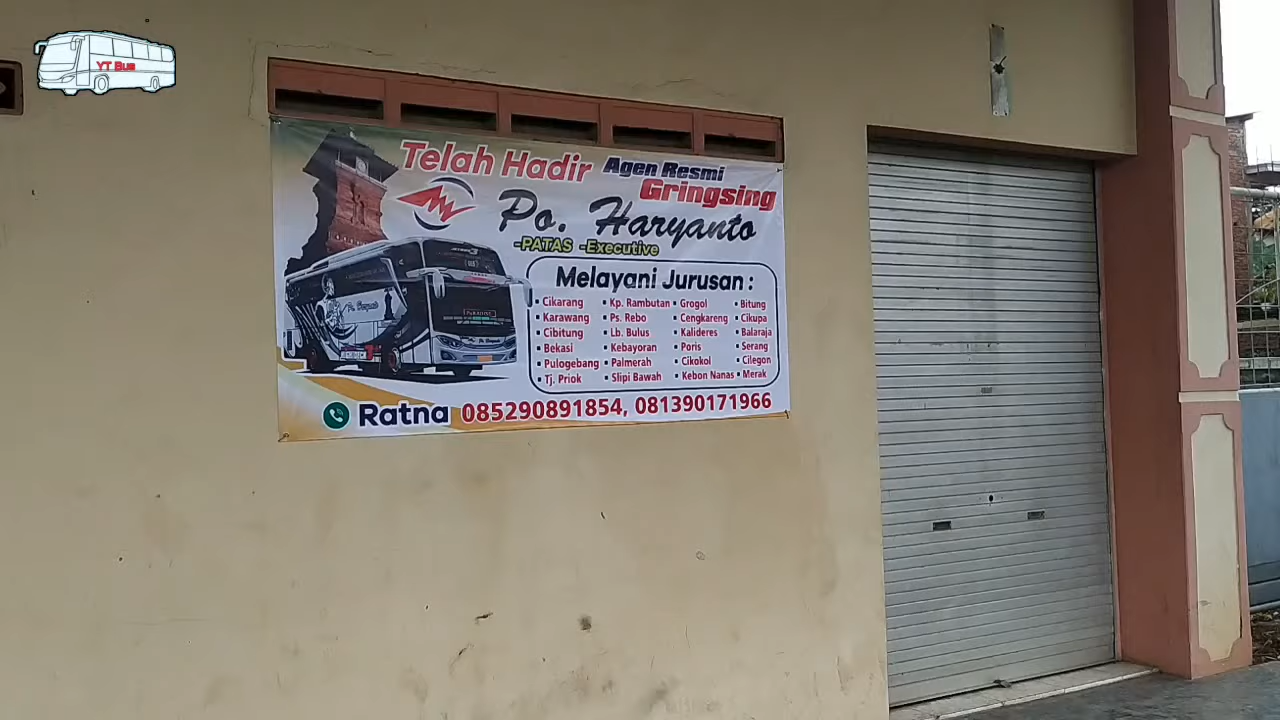 YT Bus
Telah Hadir Agen Resmi
Gringsing
Po. Haryanto
-PATAS -Executive
Melayani Jurusan :
▪ Cikarang ▪ Kp. Rambutan ▪ Grogol ▪ Bitung
▪ Karawang ▪ Ps. Rebo ▪ Cengkareng ▪ Cikupa
▪ Cibitung ▪ Lb. Bulus ▪ Kalideres ▪ Balaraja
▪ Bekasi ▪ Kebayoran ▪ Poris ▪ Serang
▪ Pulogebang ▪ Palmerah ▪ Cikokol ▪ Cilegon
▪ Tj. Priok ▪ Slipi Bawah ▪ Kebon Nanas ▪ Merak
Ratna 085290891854, 081390171966